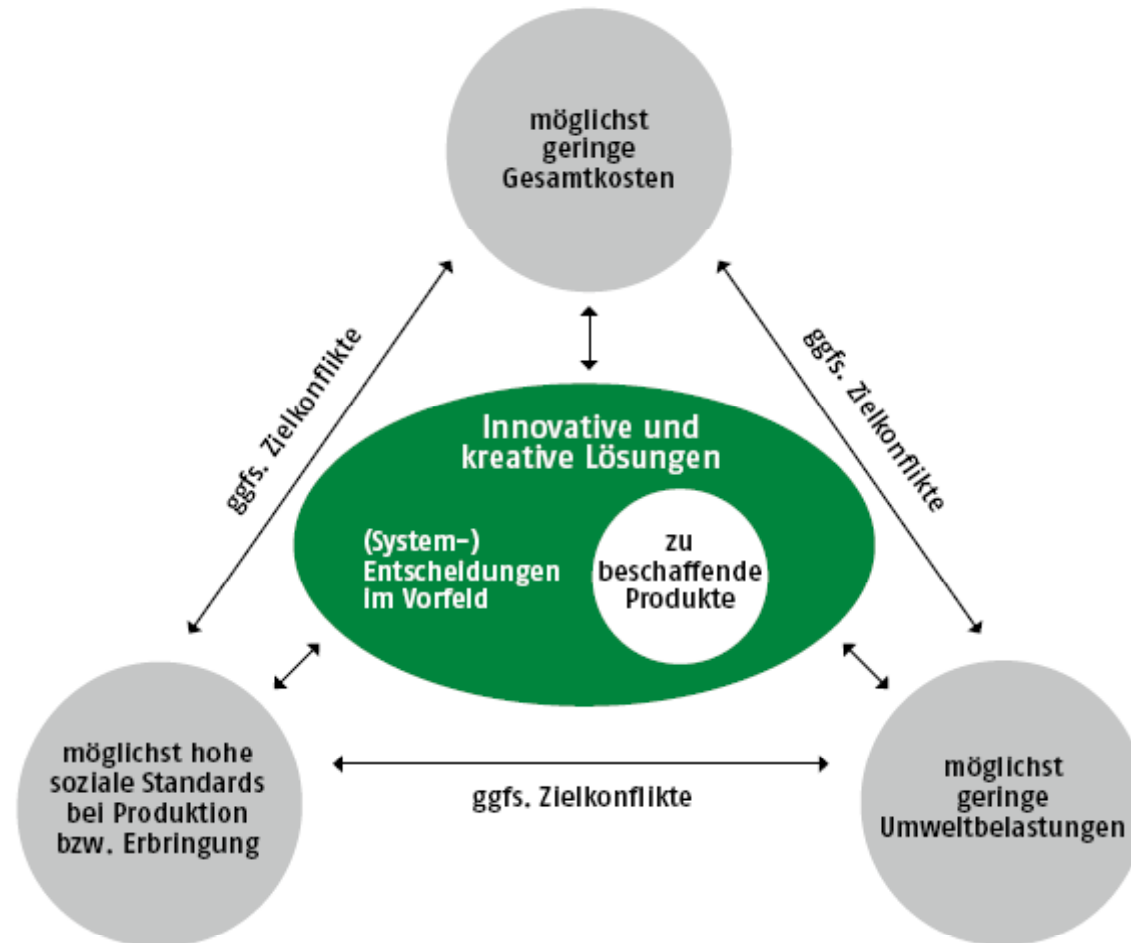 möglichst
geringe
Gesamtkosten
ggfs. Zielkonflikte
ggfs. Zielkonflikte
Innovative und
kreative Lösungen
(System-)
Entscheidungen
im Vorfeld
zu
beschaffende
Produkte
möglichst hohe
soziale Standards
bei Produktion
bzw. Erbringung
ggfs. Zielkonflikte
möglichst
geringe
Umweltbelastungen